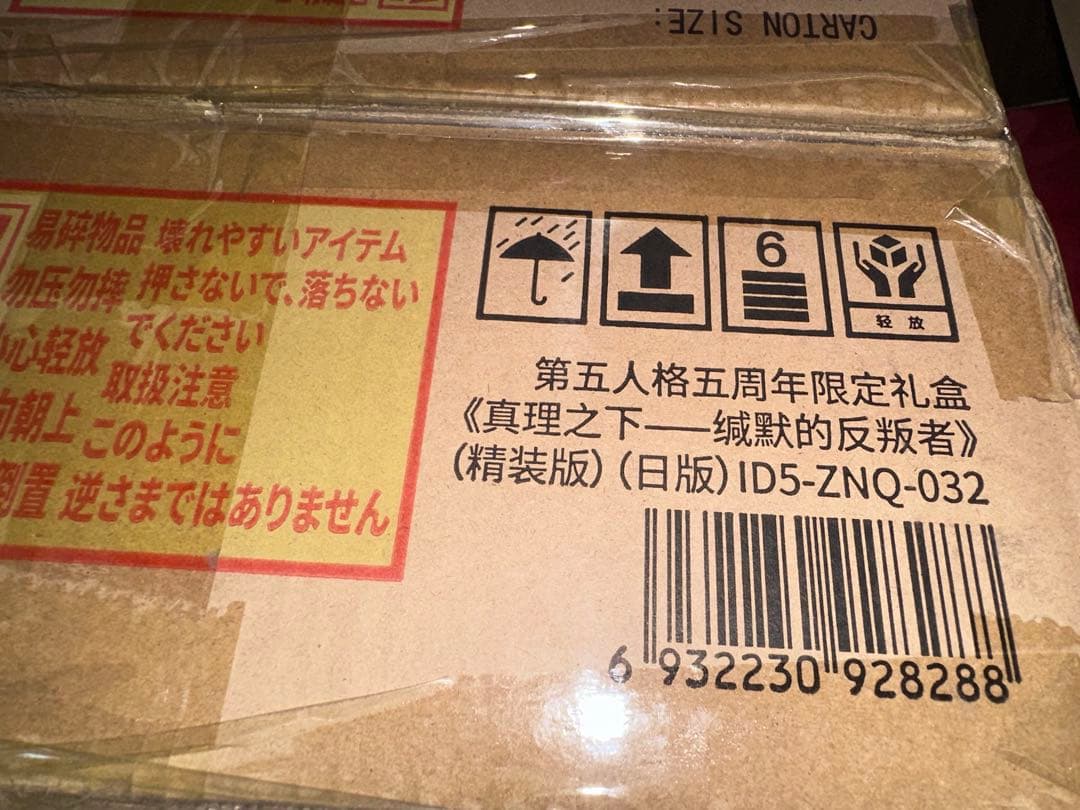 CARTON SIZE:
易碎物品 壊れやすいアイテム
勿压勿摔 押さないで、落ちない
小心轻放 でください
取扱注意
向朝上 このように
倒置 逆さまではありません
6
轻放
第五人格五周年限定礼盒
《真理之下——缄默的反叛者》
(精装版)(日版)ID5-ZNQ-032
6 932230 928288